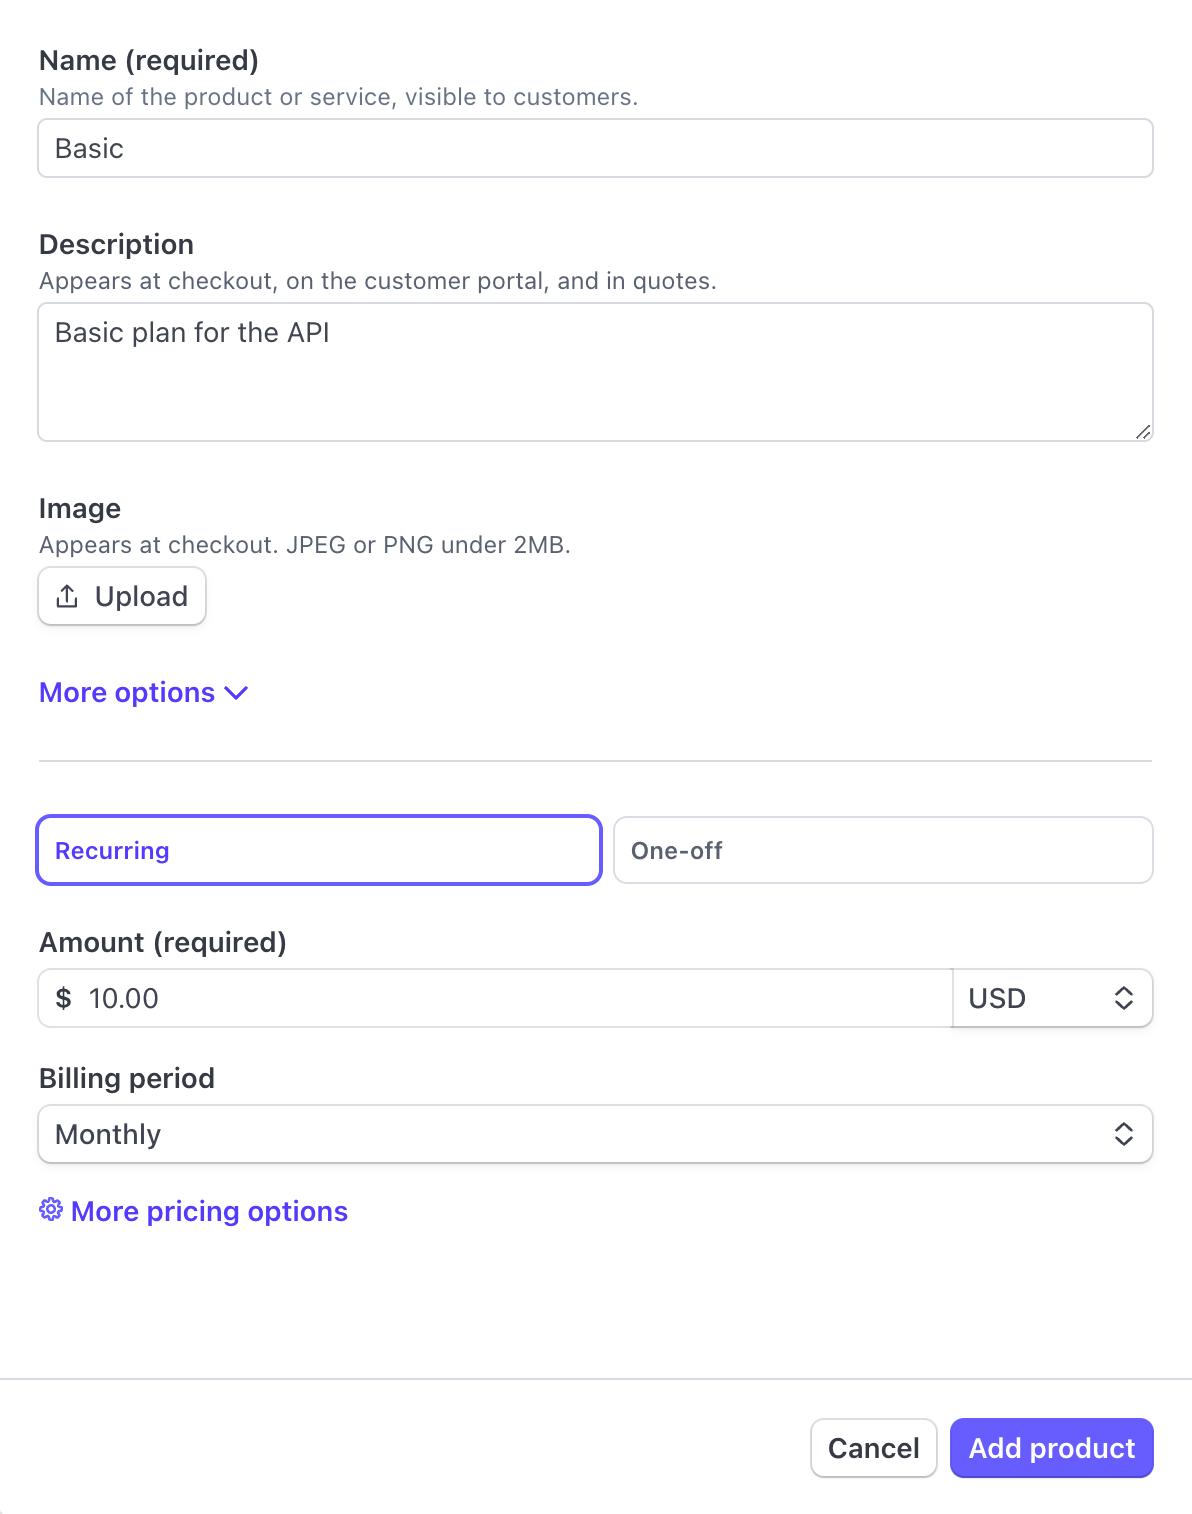 Name (required)
Name of the product or service, visible to customers.
Basic
Description
Appears at checkout, on the customer portal, and in quotes.
Basic plan for the API
Image
Appears at checkout. JPEG or PNG under 2MB.
Upload
More options
Recurring
One-off
Amount (required)
$ 10.00
USD
Billing period
Monthly
More pricing options
Cancel
Add product